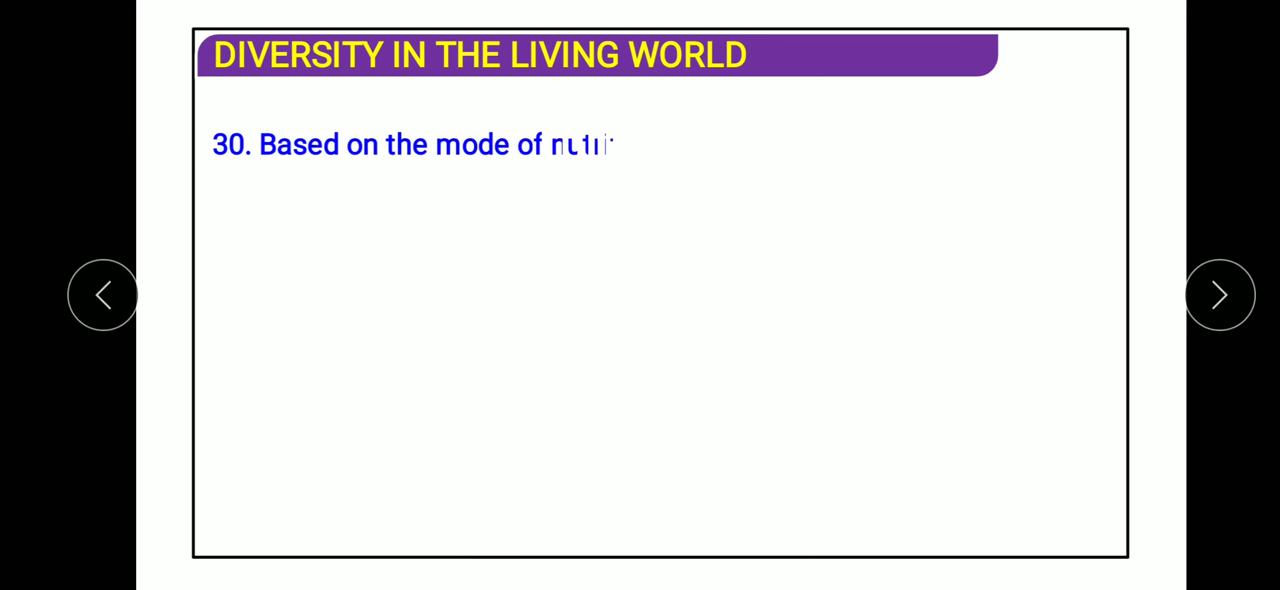 DIVERSITY IN THE LIVING WORLD
30. Based on the mode of